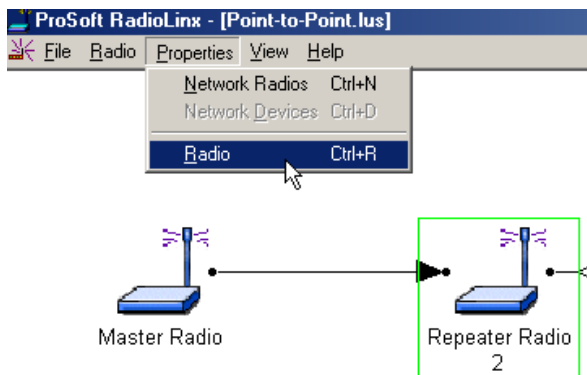 ProSoft RadioLinx - [Point-to-Point.lus]
File Radio Properties View Help
Network Radios Ctrl+N
Network Devices Ctrl+D
Radio Ctrl+R
Master Radio
Repeater Radio
2